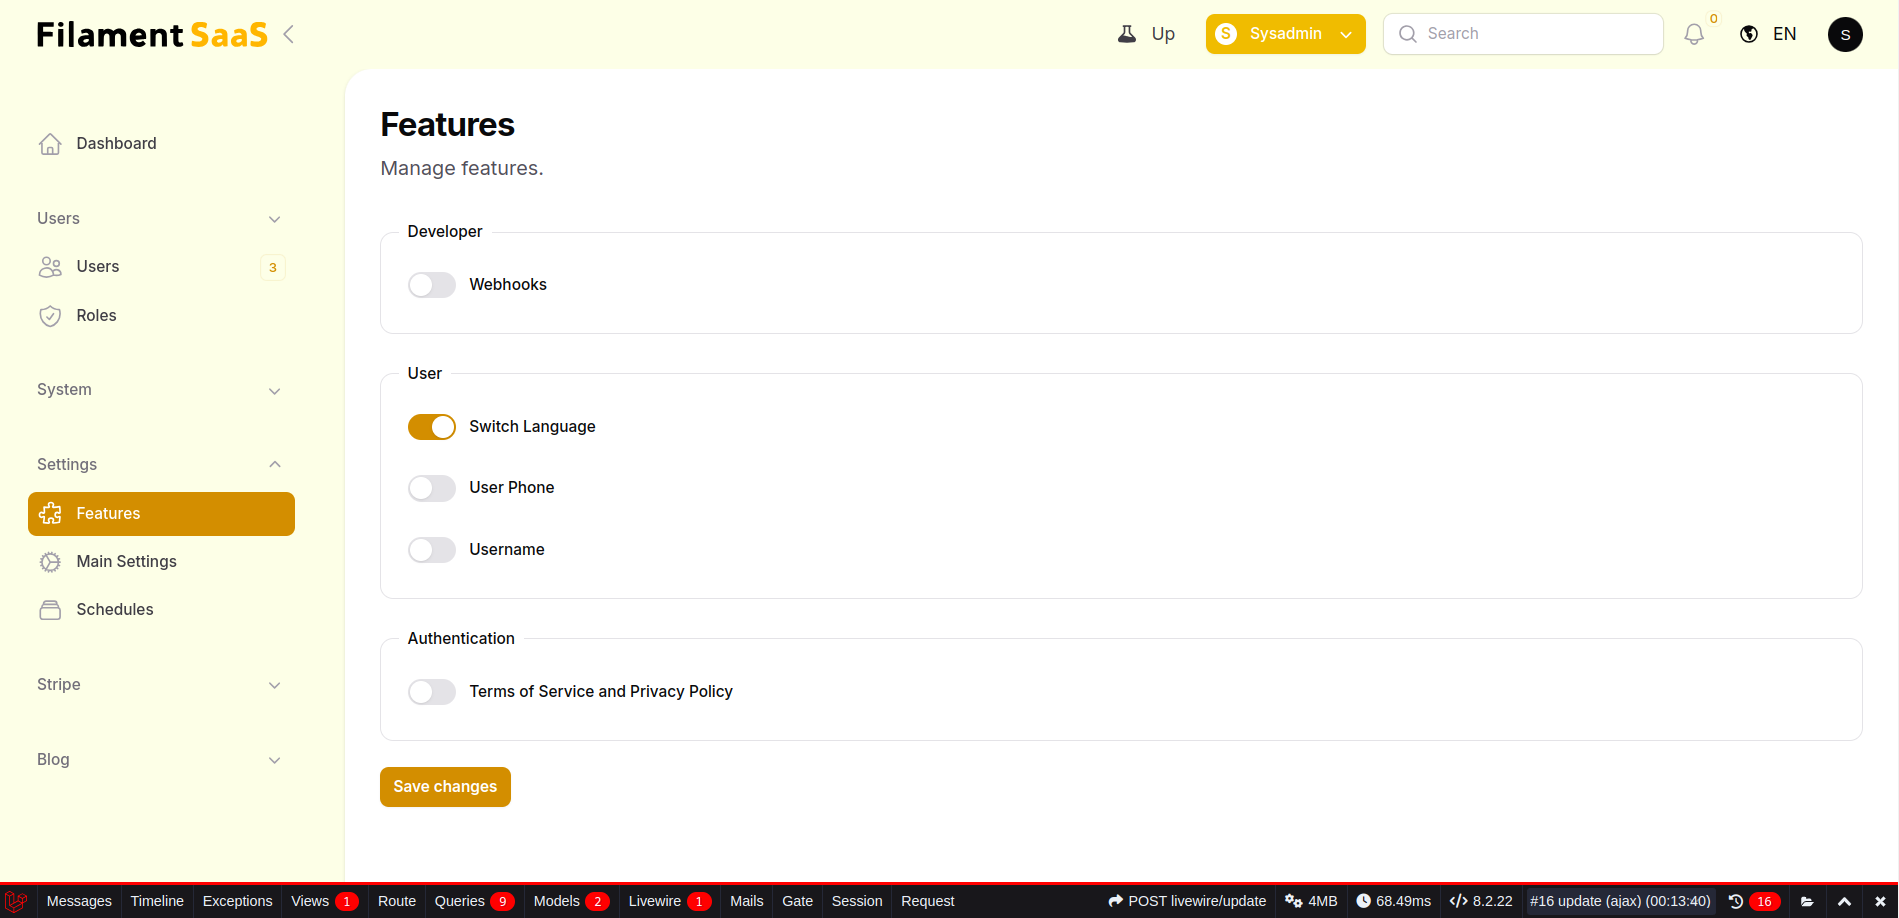 Filament SaaS
Up
S Sysadmin
Search
0
EN
S
Dashboard
Users
Users 3
Roles
System
Settings
Features
Main Settings
Schedules
Stripe
Blog
Features
Manage features.
Developer
Webhooks
User
Switch Language
User Phone
Username
Authentication
Terms of Service and Privacy Policy
Save changes
Messages Timeline Exceptions Views 1 Route Queries 9 Models 2 Livewire 1 Mails Gate Session Request POST livewire/update 4MB 68.49ms </> 8.2.22 #16 update (ajax) (00:13:40) 16